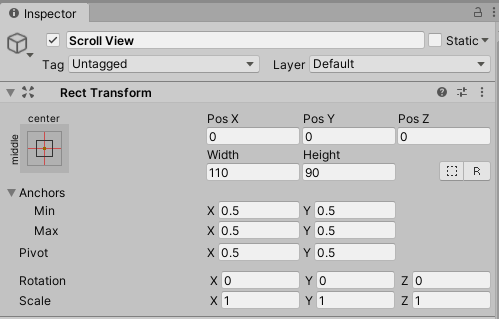 Inspector
Scroll View
Static
Tag Untagged Layer Default
Rect Transform
center
middle
Pos X Pos Y Pos Z
0 0 0
Width Height
110 90
R
Anchors
Min X 0.5 Y 0.5
Max X 0.5 Y 0.5
Pivot X 0.5 Y 0.5
Rotation X 0 Y 0 Z 0
Scale X 1 Y 1 Z 1